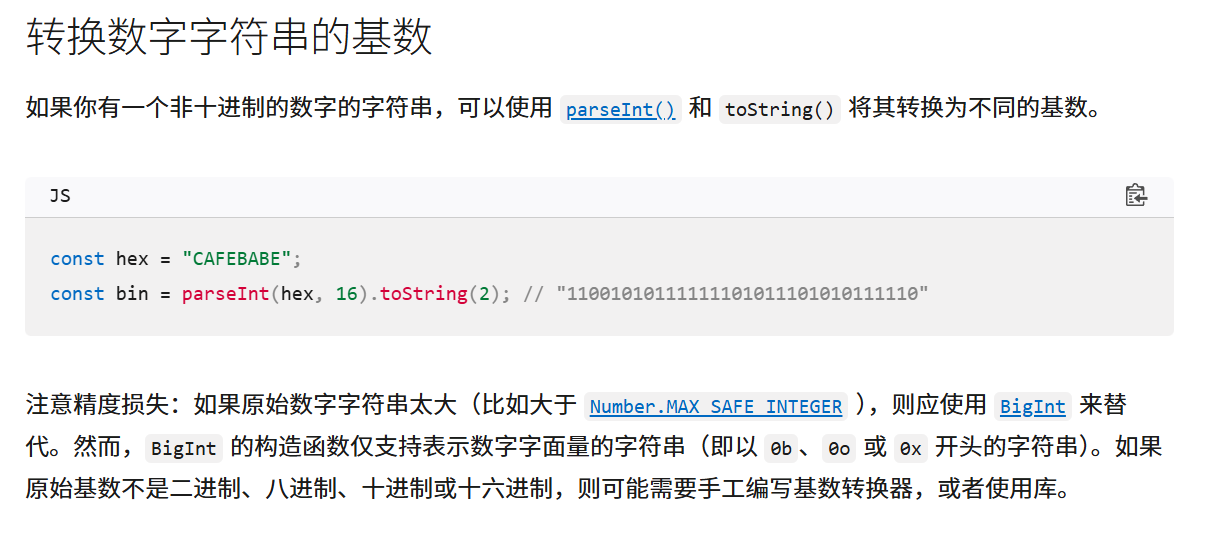 转换数字字符串的基数
如果你有一个非十进制的数字的字符串，可以使用 parseInt() 和 toString() 将其转换为不同的基数。
JS
const hex = "CAFEBABE";
const bin = parseInt(hex, 16).toString(2); // "11001010111111101011101010111110"
注意精度损失：如果原始数字字符串太大（比如大于 Number.MAX_SAFE_INTEGER ），则应使用 BigInt 来替
代。然而，BigInt 的构造函数仅支持表示数字字面量的字符串（即以 0b、0o 或 0x 开头的字符串）。如果
原始基数不是二进制、八进制、十进制或十六进制，则可能需要手工编写基数转换器，或者使用库。